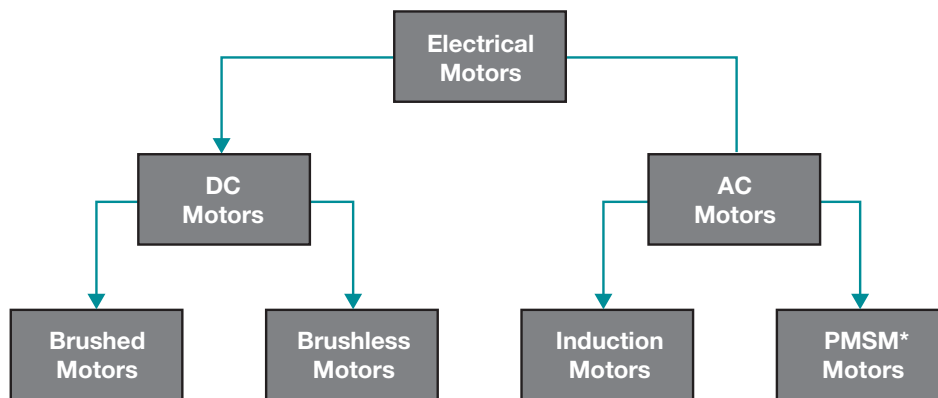 Electrical
Motors
DC
Motors
AC
Motors
Brushed
Motors
Brushless
Motors
Induction
Motors
PMSM*
Motors